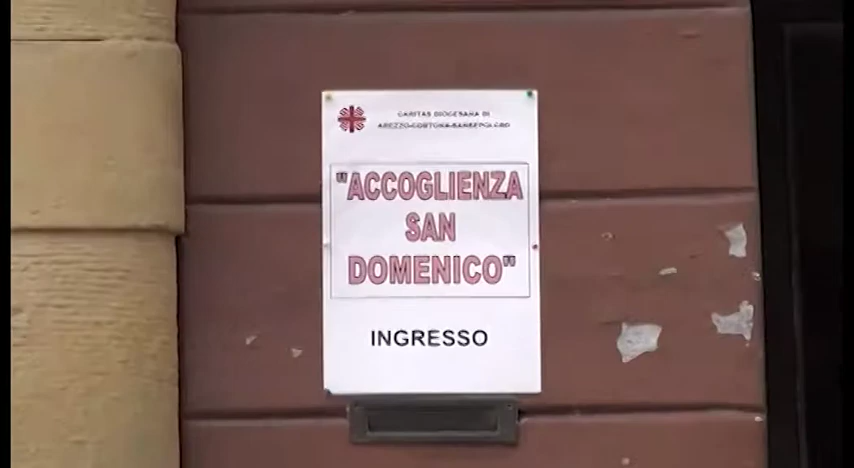 CARITAS DIOCESANA DI
AREZZO-CORTONA-SANSEPOLCRO
"ACCOGLIENZA
SAN
DOMENICO"
INGRESSO